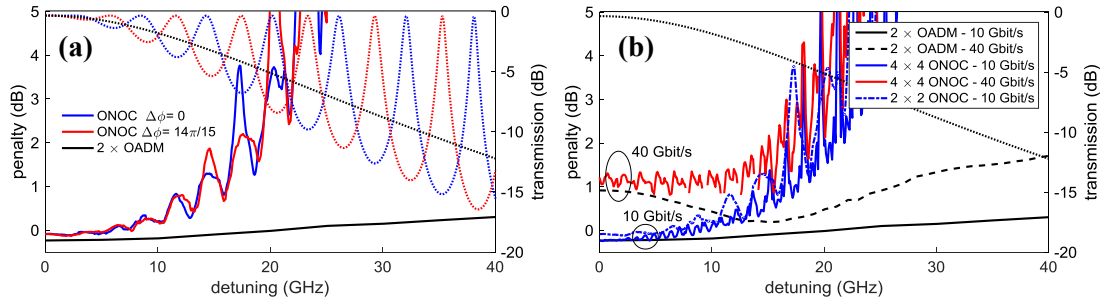 (a)
5
4
3
2
1
0
penalty (dB)
0
-5
-10
-15
-20
transmission (dB)
ONOC Δϕ= 0
ONOC Δϕ= 14π/15
2 × OADM
0
10
20
30
40
detuning (GHz)
(b)
5
4
3
2
1
0
penalty (dB)
0
-5
-10
-15
-20
transmission (dB)
2 × OADM - 10 Gbit/s
2 × OADM - 40 Gbit/s
4 × 4 ONOC - 10 Gbit/s
4 × 4 ONOC - 40 Gbit/s
2 × 2 ONOC - 10 Gbit/s
40 Gbit/s
10 Gbit/s
0
10
20
30
40
detuning (GHz)